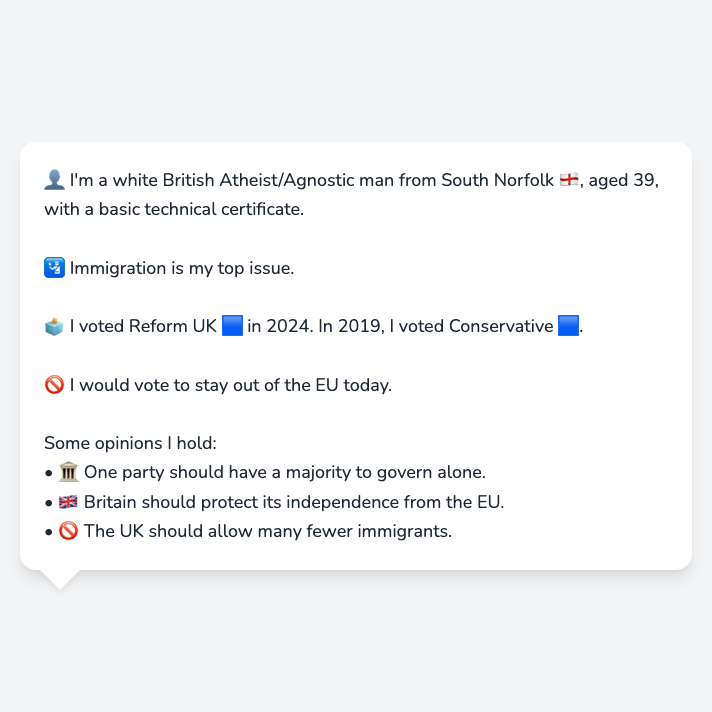 👤 I'm a white British Atheist/Agnostic man from South Norfolk 🏴󠁧󠁢󠁥󠁮󠁧󠁿, aged 39,
with a basic technical certificate.
🛂 Immigration is my top issue.
🗳️ I voted Reform UK 🟦 in 2024. In 2019, I voted Conservative 🟦.
🚫 I would vote to stay out of the EU today.
Some opinions I hold:
• 🏛️ One party should have a majority to govern alone.
• 🇬🇧 Britain should protect its independence from the EU.
• 🚫 The UK should allow many fewer immigrants.